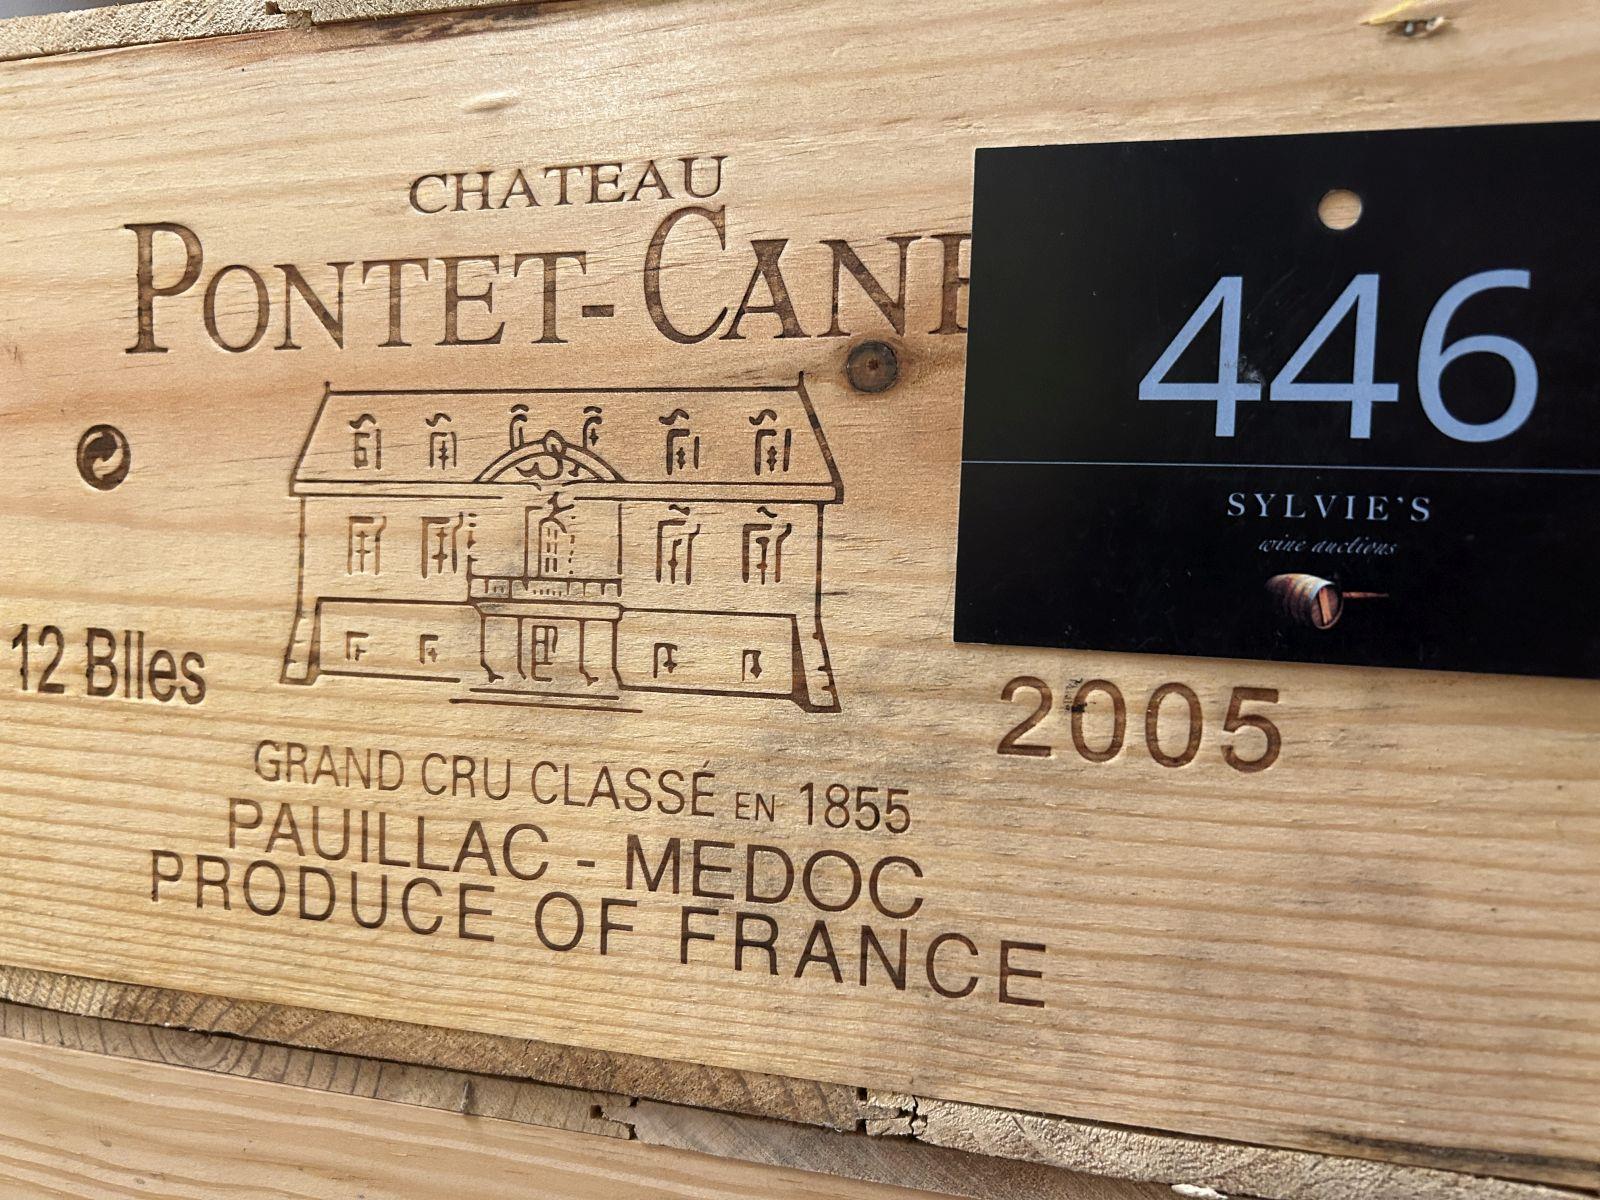 CHATEAU
PONTET-CANE
446
SYLVIE'S
wine auctions
12 Blles
2005
GRAND CRU CLASSÉ EN 1855
PAUILLAC - MEDOC
PRODUCE OF FRANCE